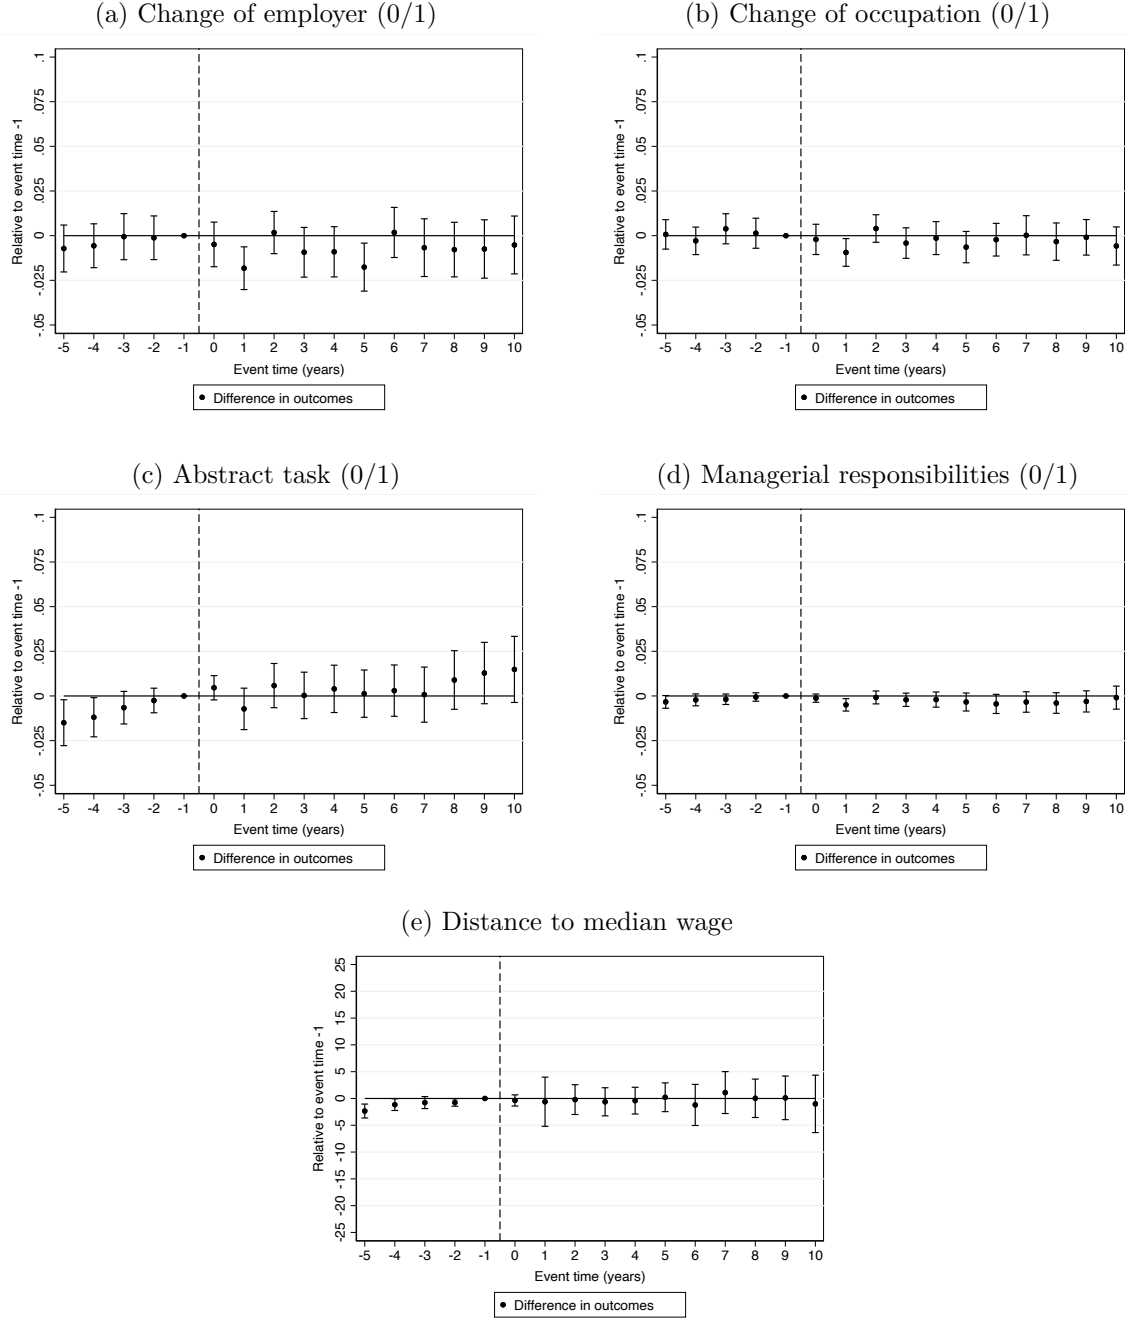 (a) Change of employer (0/1)
(b) Change of occupation (0/1)
Relative to event time -1
.1
.075
.05
.025
0
-.025
-.05
-5 -4 -3 -2 -1 0 1 2 3 4 5 6 7 8 9 10
Event time (years)
Difference in outcomes
Relative to event time -1
.1
.075
.05
.025
0
-.025
-.05
-5 -4 -3 -2 -1 0 1 2 3 4 5 6 7 8 9 10
Event time (years)
Difference in outcomes
(c) Abstract task (0/1)
(d) Managerial responsibilities (0/1)
Relative to event time -1
.1
.075
.05
.025
0
-.025
-.05
-5 -4 -3 -2 -1 0 1 2 3 4 5 6 7 8 9 10
Event time (years)
Difference in outcomes
Relative to event time -1
.1
.075
.05
.025
0
-.025
-.05
-5 -4 -3 -2 -1 0 1 2 3 4 5 6 7 8 9 10
Event time (years)
Difference in outcomes
(e) Distance to median wage
Relative to event time -1
25
20
15
10
5
0
-5
-10
-15
-20
-25
-5 -4 -3 -2 -1 0 1 2 3 4 5 6 7 8 9 10
Event time (years)
Difference in outcomes